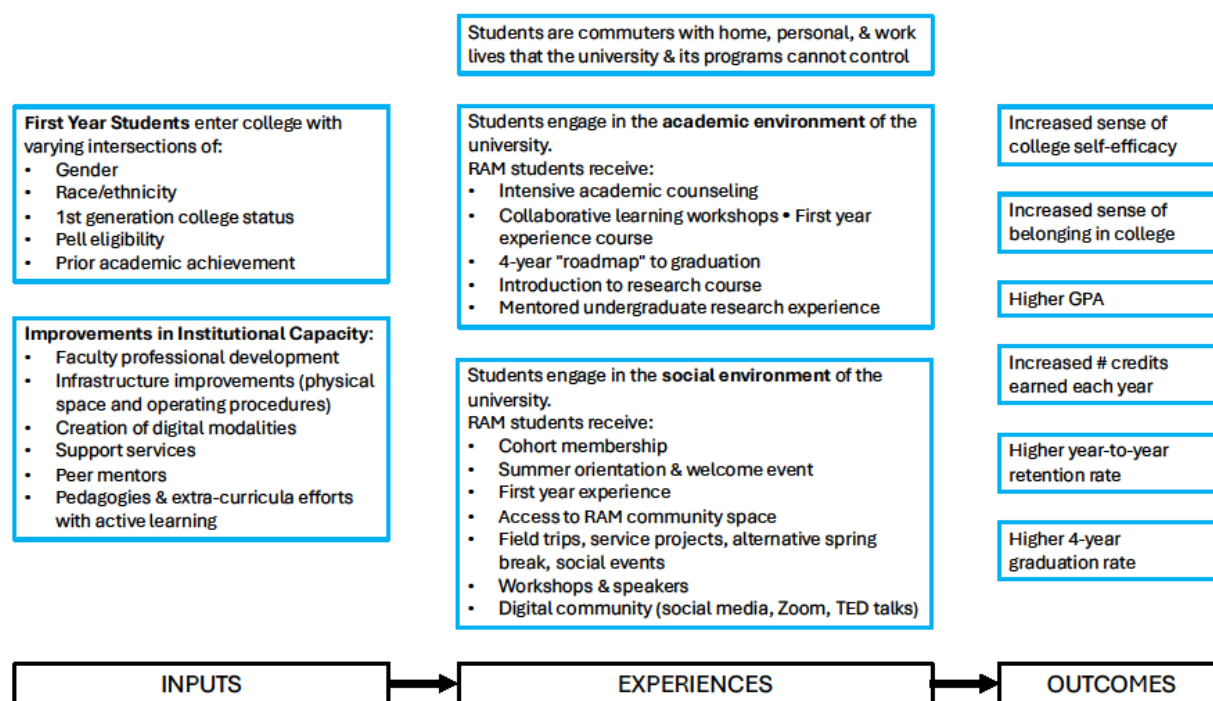 First Year Students enter college with
varying intersections of:
• Gender
• Race/ethnicity
• 1st generation college status
• Pell eligibility
• Prior academic achievement
Improvements in Institutional Capacity:
• Faculty professional development
• Infrastructure improvements (physical
space and operating procedures)
• Creation of digital modalities
• Support services
• Peer mentors
• Pedagogies & extra-curricula efforts
with active learning
Students are commuters with home, personal, & work
lives that the university & its programs cannot control
Students engage in the academic environment of the
university.
RAM students receive:
• Intensive academic counseling
• Collaborative learning workshops • First year
experience course
• 4-year "roadmap" to graduation
• Introduction to research course
• Mentored undergraduate research experience
Students engage in the social environment of the
university.
RAM students receive:
• Cohort membership
• Summer orientation & welcome event
• First year experience
• Access to RAM community space
• Field trips, service projects, alternative spring
break, social events
• Workshops & speakers
• Digital community (social media, Zoom, TED talks)
Increased sense of
college self-efficacy
Increased sense of
belonging in college
Higher GPA
Increased # credits
earned each year
Higher year-to-year
retention rate
Higher 4-year
graduation rate
INPUTS
EXPERIENCES
OUTCOMES